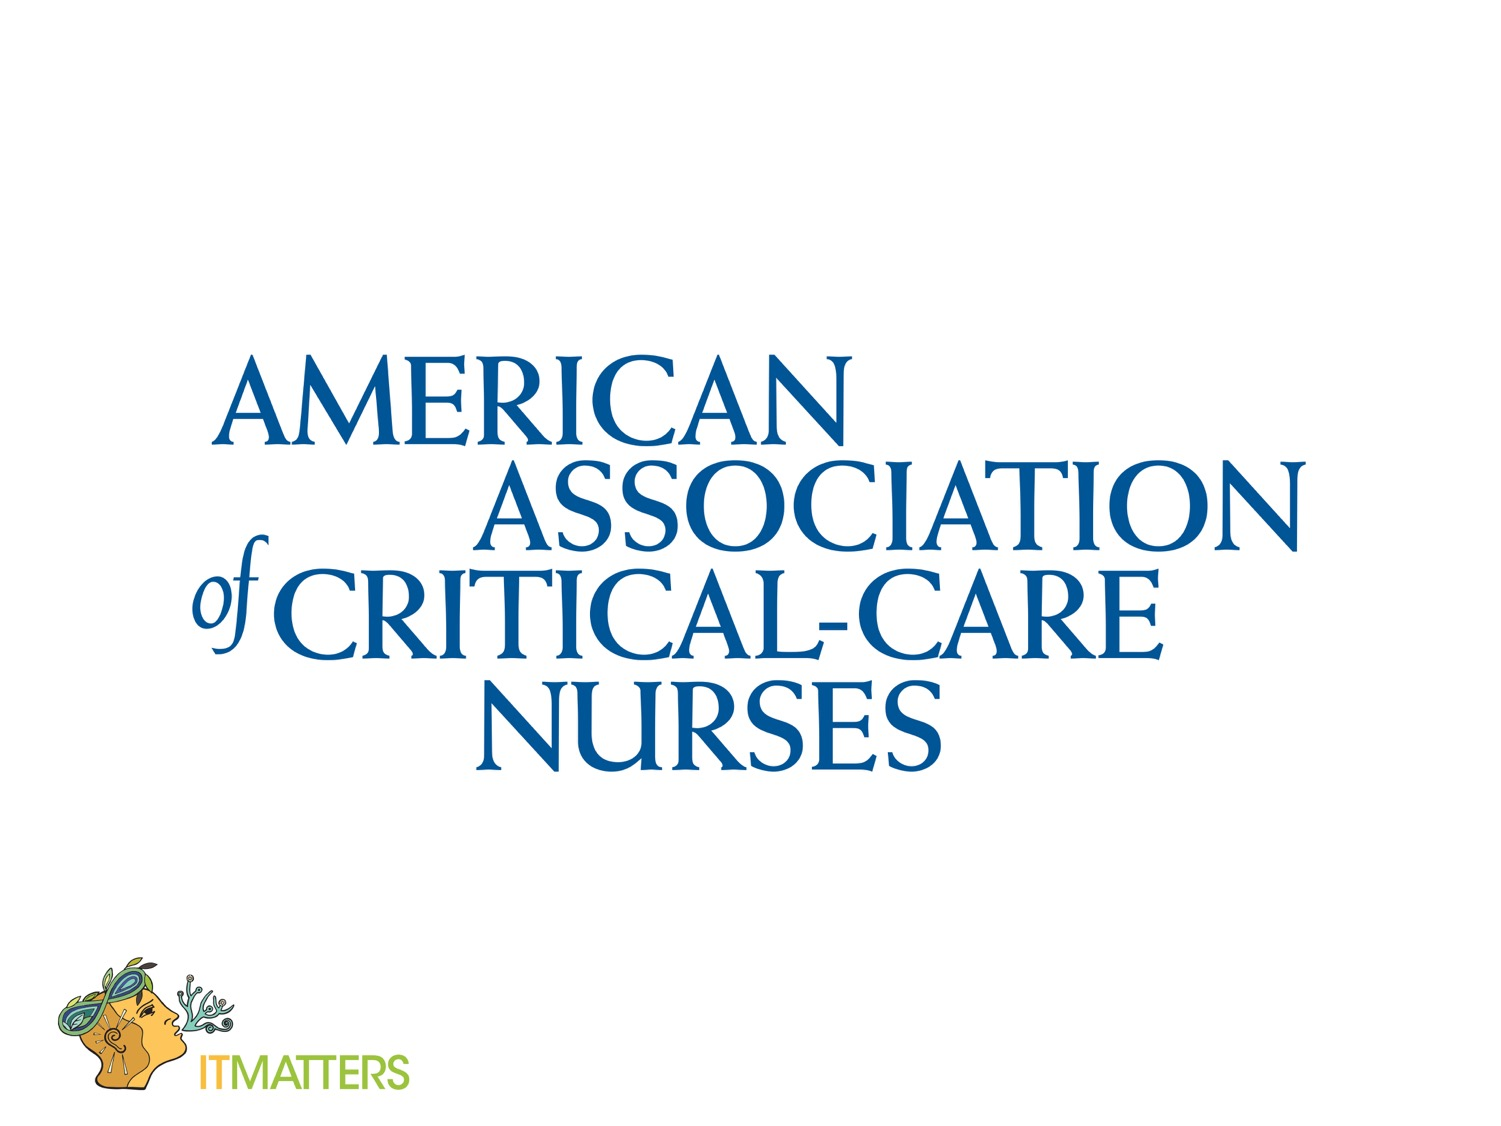 AMERICAN
ASSOCIATION
of CRITICAL-CARE
NURSES
ITMATTERS